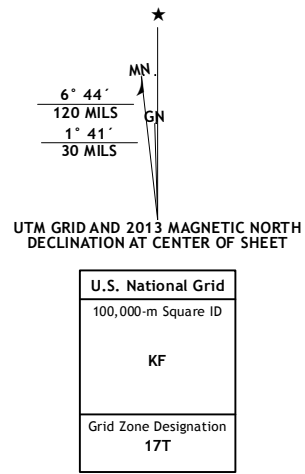 ★
MN
6° 44´
120 MILS
GN
1° 41´
30 MILS
UTM GRID AND 2013 MAGNETIC NORTH
DECLINATION AT CENTER OF SHEET
U.S. National Grid
100,000-m Square ID
KF
Grid Zone Designation
17T